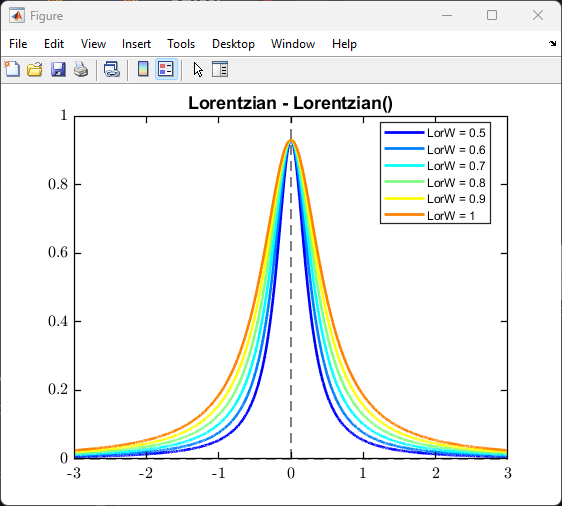 Figure
File Edit View Insert Tools Desktop Window Help
Lorentzian - Lorentzian()
LorW = 0.5
LorW = 0.6
LorW = 0.7
LorW = 0.8
LorW = 0.9
LorW = 1
1
0.8
0.6
0.4
0.2
0
-3 -2 -1 0 1 2 3